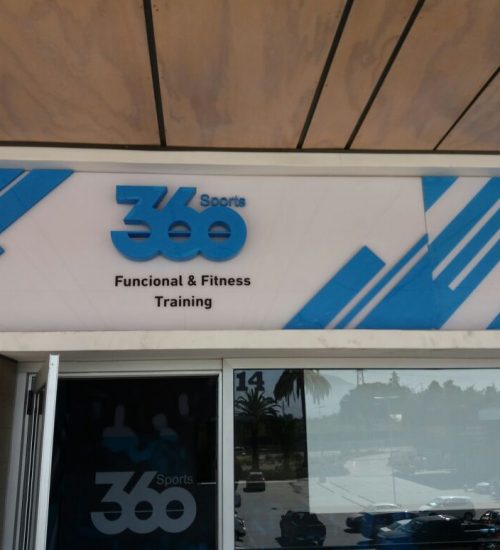 360 Sports
Funcional & Fitness
Training
14
360 Sports